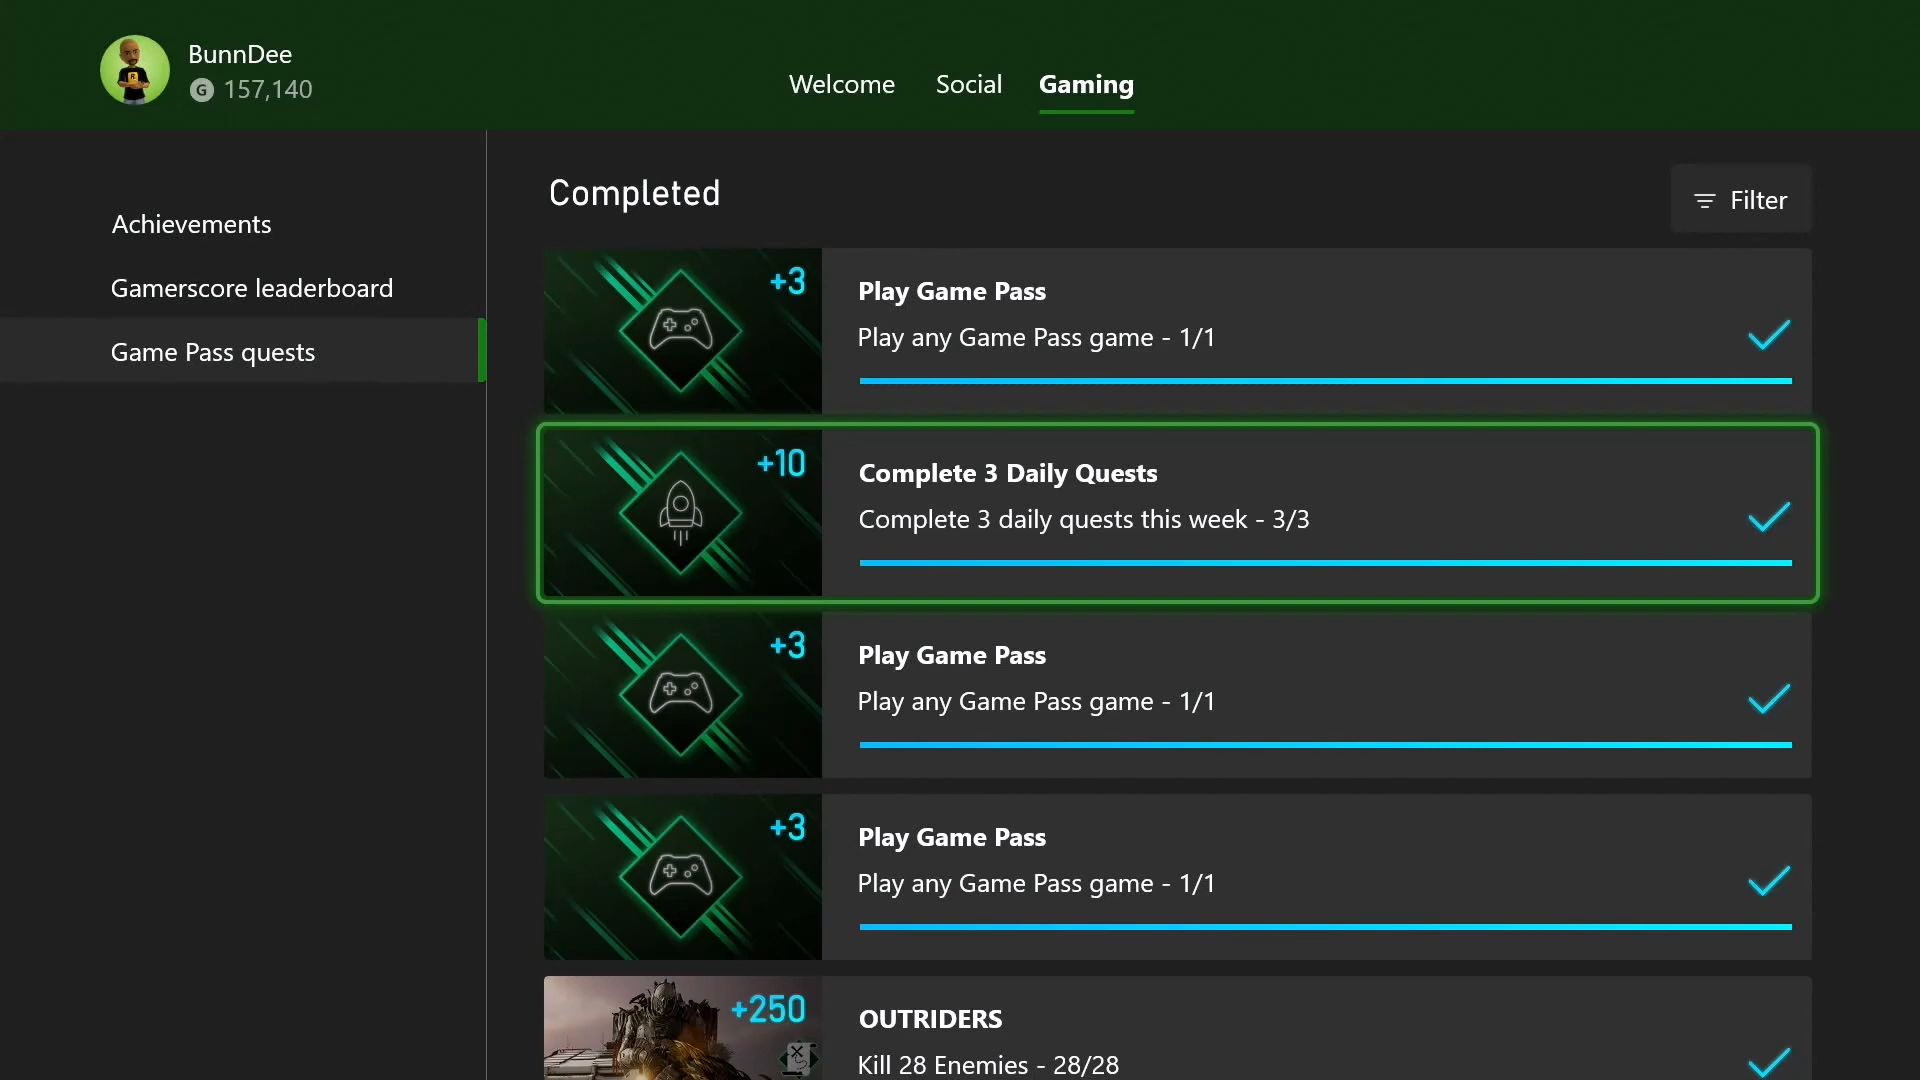 BunnDee
G 157,140
Welcome
Social
Gaming
Achievements
Gamerscore leaderboard
Game Pass quests
Completed
Filter
+3
Play Game Pass
Play any Game Pass game - 1/1
+10
Complete 3 Daily Quests
Complete 3 daily quests this week - 3/3
+3
Play Game Pass
Play any Game Pass game - 1/1
+3
Play Game Pass
Play any Game Pass game - 1/1
+250
OUTRIDERS
Kill 28 Enemies - 28/28